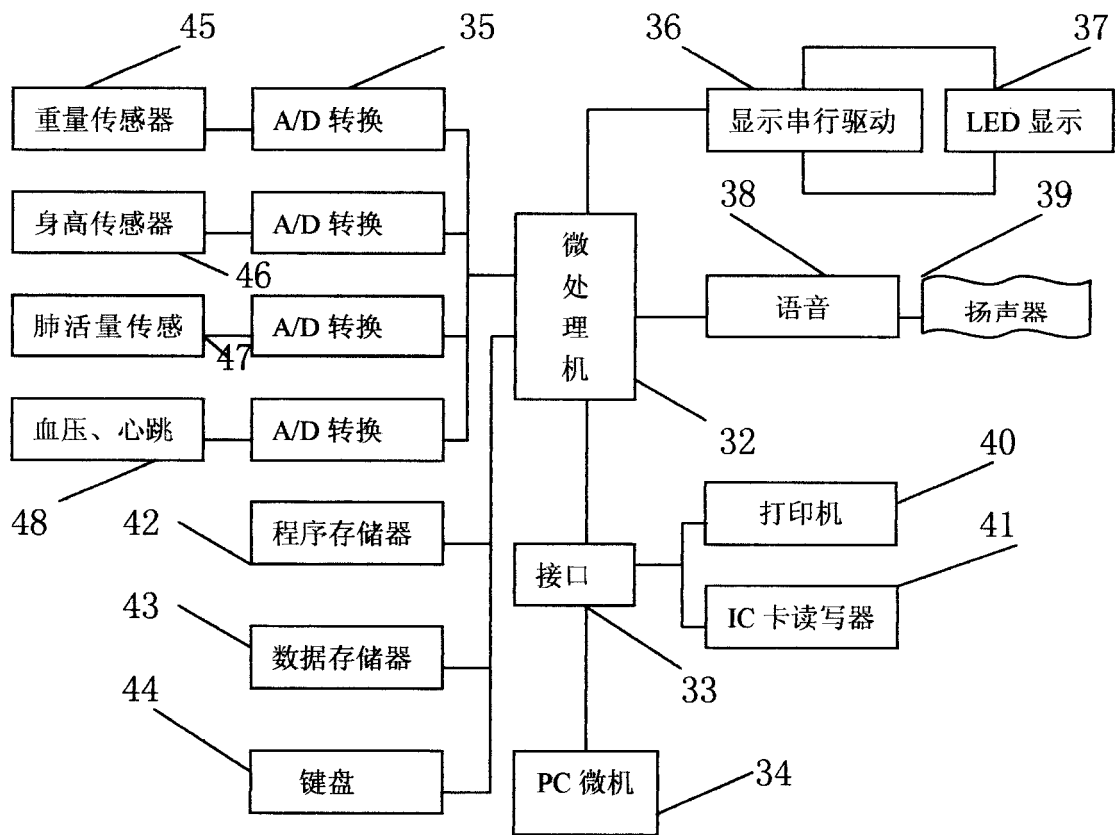 45
35
36
37
重量传感器
A/D 转换
显示串行驱动
LED 显示
身高传感器
A/D 转换
46
微处理机
38
39
语音
扬声器
肺活量传感
A/D 转换
47
血压、心跳
A/D 转换
32
48
42
程序存储器
40
打印机
接口
41
IC 卡读写器
43
数据存储器
33
44
键盘
PC 微机
34